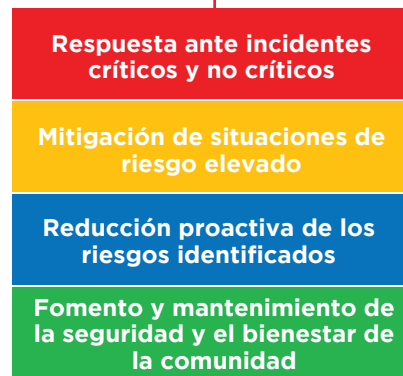 Respuesta ante incidentes
críticos y no críticos
Mitigación de situaciones de
riesgo elevado
Reducción proactiva de los
riesgos identificados
Fomento y mantenimiento de
la seguridad y el bienestar de
la comunidad